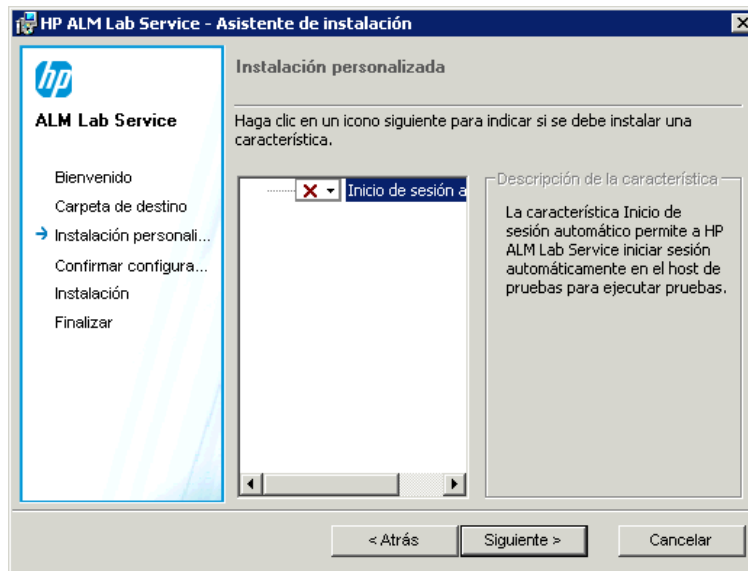 HP ALM Lab Service - Asistente de instalación
hp
ALM Lab Service
Bienvenido
Carpeta de destino
Instalación personali...
Confirmar configura...
Instalación
Finalizar
Instalación personalizada
Haga clic en un icono siguiente para indicar si se debe instalar una
característica.
Inicio de sesión a
Descripción de la característica
La característica Inicio de
sesión automático permite a HP
ALM Lab Service iniciar sesión
automáticamente en el host de
pruebas para ejecutar pruebas.
< Atrás
Siguiente >
Cancelar